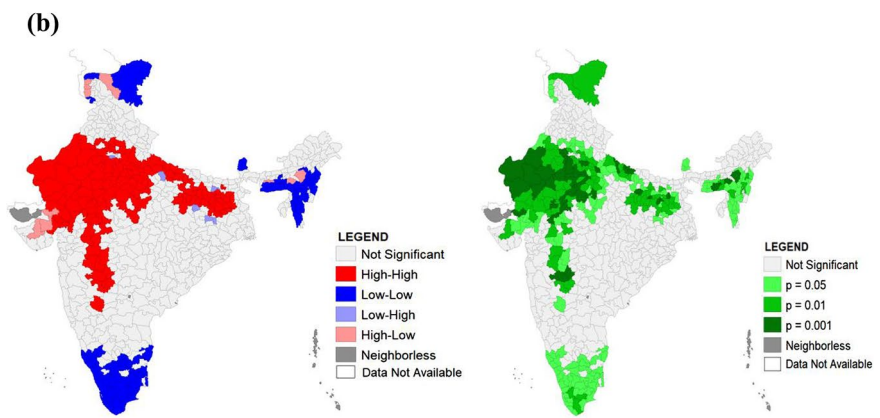 (b)
LEGEND
Not Significant
High-High
Low-Low
Low-High
High-Low
Neighborless
Data Not Available
LEGEND
Not Significant
p = 0.05
p = 0.01
p = 0.001
Neighborless
Data Not Available